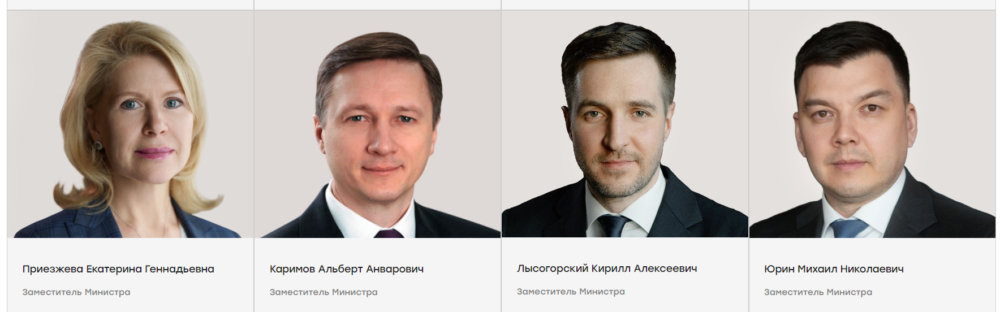 Приезжева Екатерина Геннадьевна
Заместитель Министра
Каримов Альберт Анварович
Заместитель Министра
Лысогорский Кирилл Алексеевич
Заместитель Министра
Юрин Михаил Николаевич
Заместитель Министра